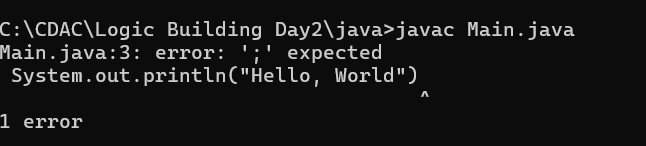 C:\CDAC\Logic Building Day2\java>javac Main.java
Main.java:3: error: ';' expected
 System.out.println("Hello, World")
                                   ^
1 error